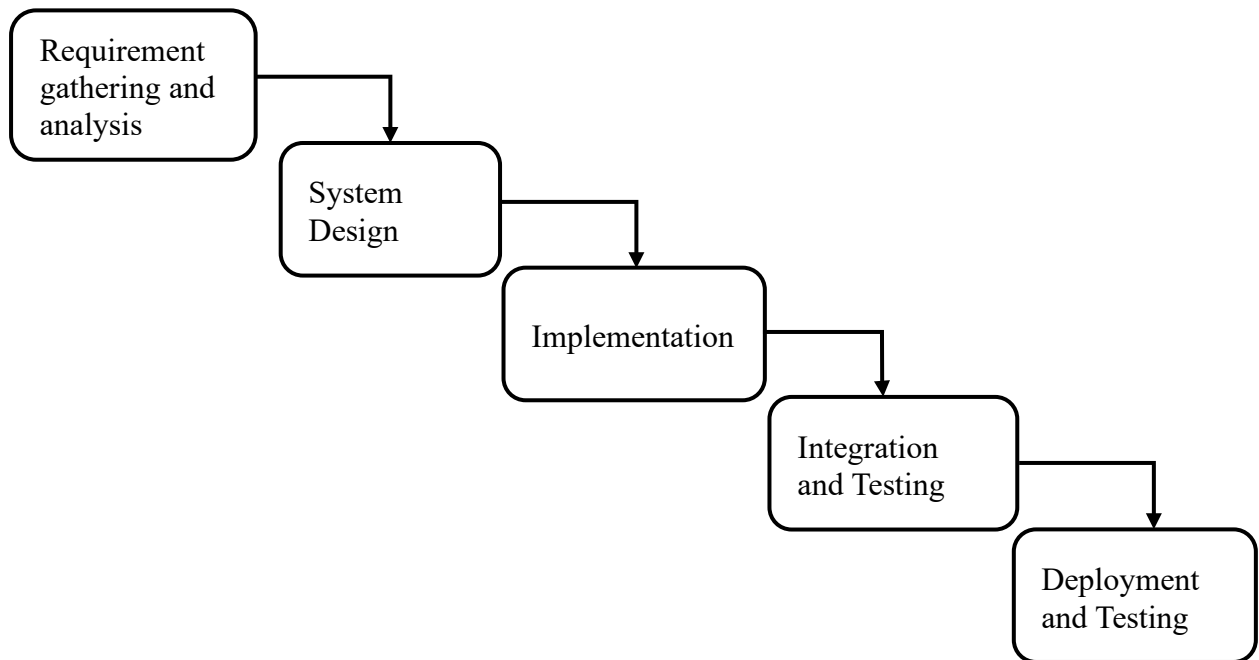 Requirement
gathering and
analysis
System
Design
Implementation
Integration
and Testing
Deployment
and Testing